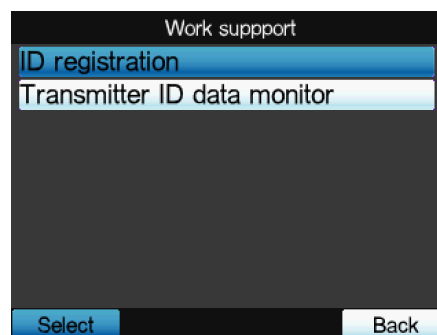 Work suppport
ID registration
Transmitter ID data monitor
Select Back